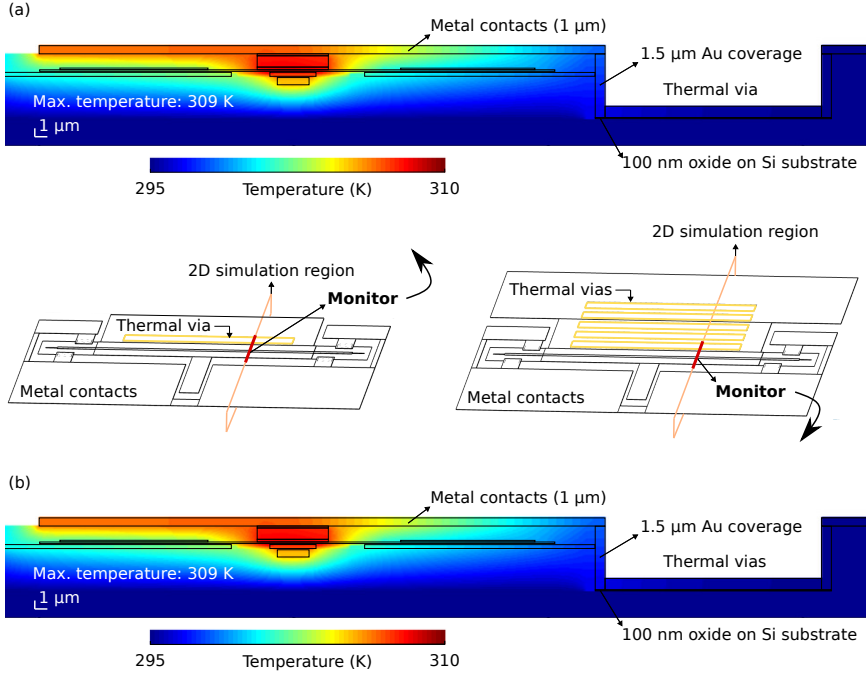 (a)
Metal contacts (1 µm)
1.5 µm Au coverage
Thermal via
Max. temperature: 309 K
1 µm
100 nm oxide on Si substrate
295
Temperature (K)
310
2D simulation region
Monitor
Thermal via
Metal contacts
2D simulation region
Thermal vias
Monitor
Metal contacts
(b)
Metal contacts (1 µm)
1.5 µm Au coverage
Thermal vias
Max. temperature: 309 K
1 µm
100 nm oxide on Si substrate
295
Temperature (K)
310